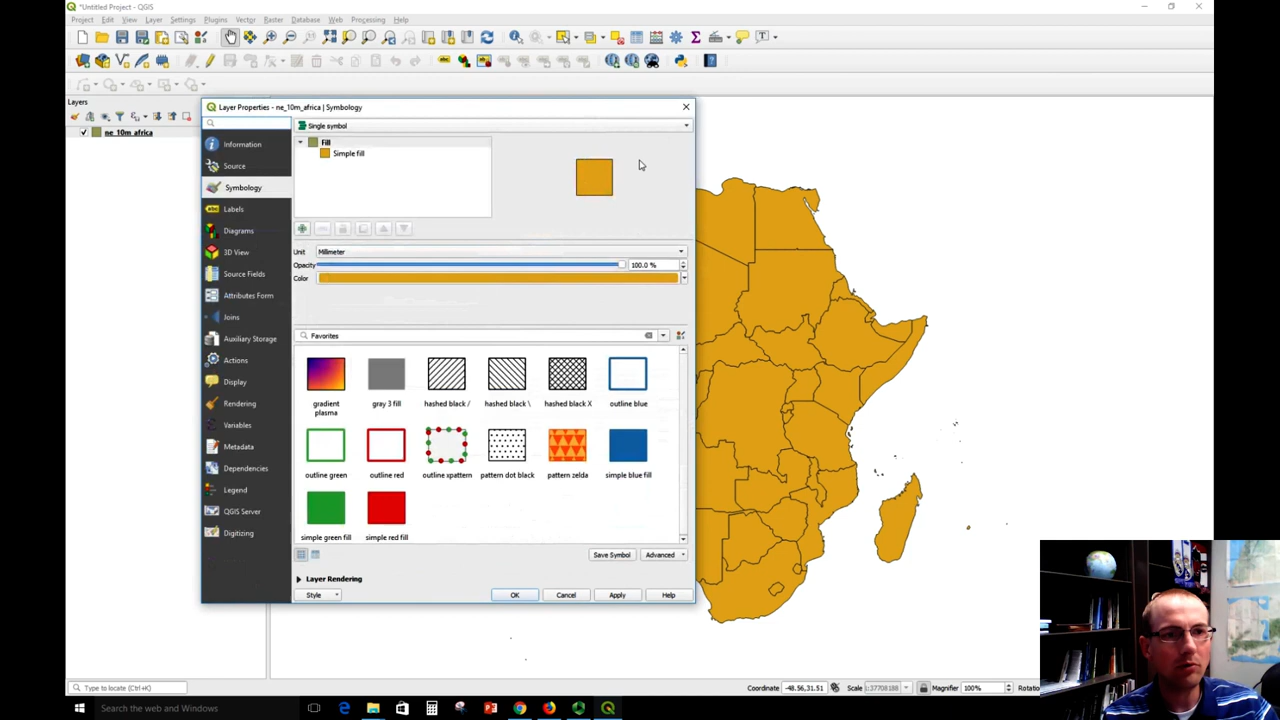 *Untitled Project - QGIS
Project Edit View Layer Settings Plugins Vector Raster Database Web Processing Help
Layers
ne_10m_africa
Layer Properties - ne_10m_africa | Symbology
Information
Source
Symbology
Labels
Diagrams
3D View
Source Fields
Attributes Form
Joins
Auxiliary Storage
Actions
Display
Rendering
Variables
Metadata
Dependencies
Legend
QGIS Server
Digitizing
Single symbol
Fill
Simple fill
Unit Millimeter
Opacity 100.0 %
Color
Favorites
gradient plasma
gray 3 fill
hashed black /
hashed black \
hashed black X
outline blue
outline green
outline red
outline xpattern
pattern dot black
pattern zelda
simple blue fill
simple green fill
simple red fill
Save Symbol Advanced
Layer Rendering
Style OK Cancel Apply Help
Type to locate (Ctrl+K)
Coordinate -48.56,31.51 Scale 1:37708188 Magnifier 100% Rotation
Search the web and Windows